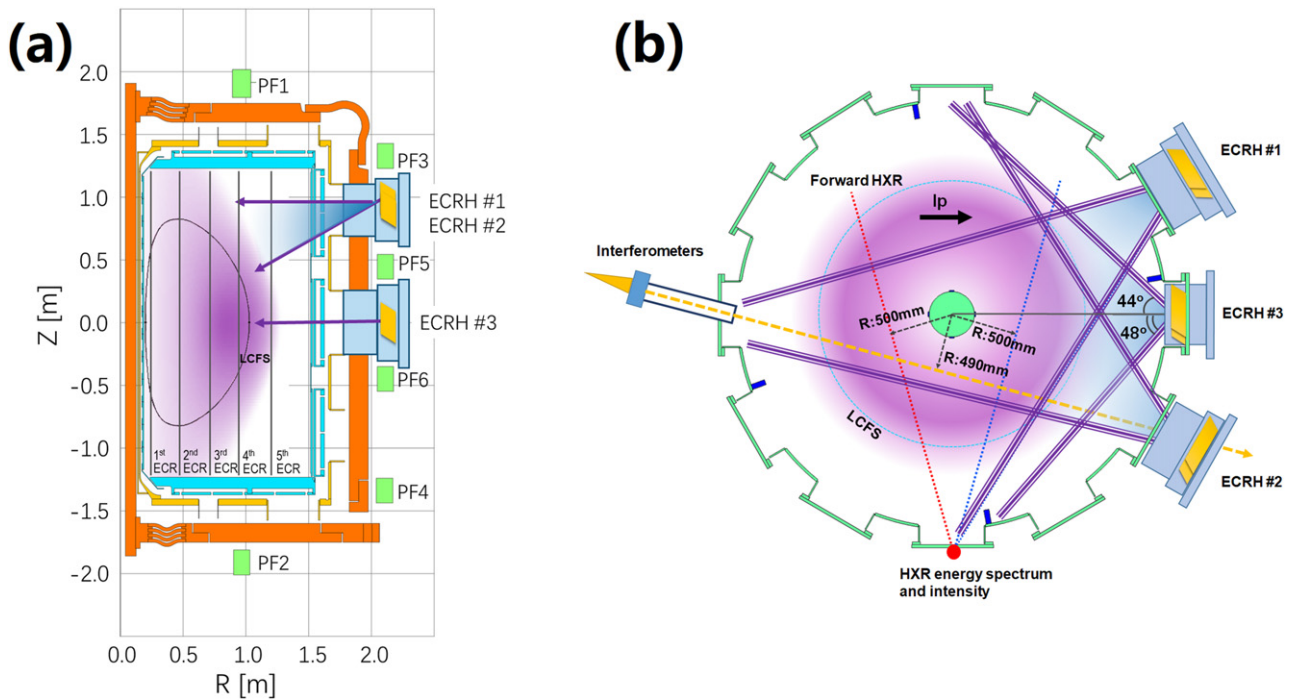 (a)
2.0
1.5
1.0
0.5
0.0
-0.5
-1.0
-1.5
-2.0
Z [m]
0.0 0.5 1.0 1.5 2.0
R [m]
PF1
PF3
ECRH #1
ECRH #2
PF5
ECRH #3
LCFS
PF6
1st ECR
2nd ECR
3rd ECR
4th ECR
5th ECR
PF4
PF2
(b)
ECRH #1
Forward HXR
Ip
Interferometers
44°
ECRH #3
48°
R:500mm
R:500mm
R:490mm
LCFS
ECRH #2
HXR energy spectrum
and intensity